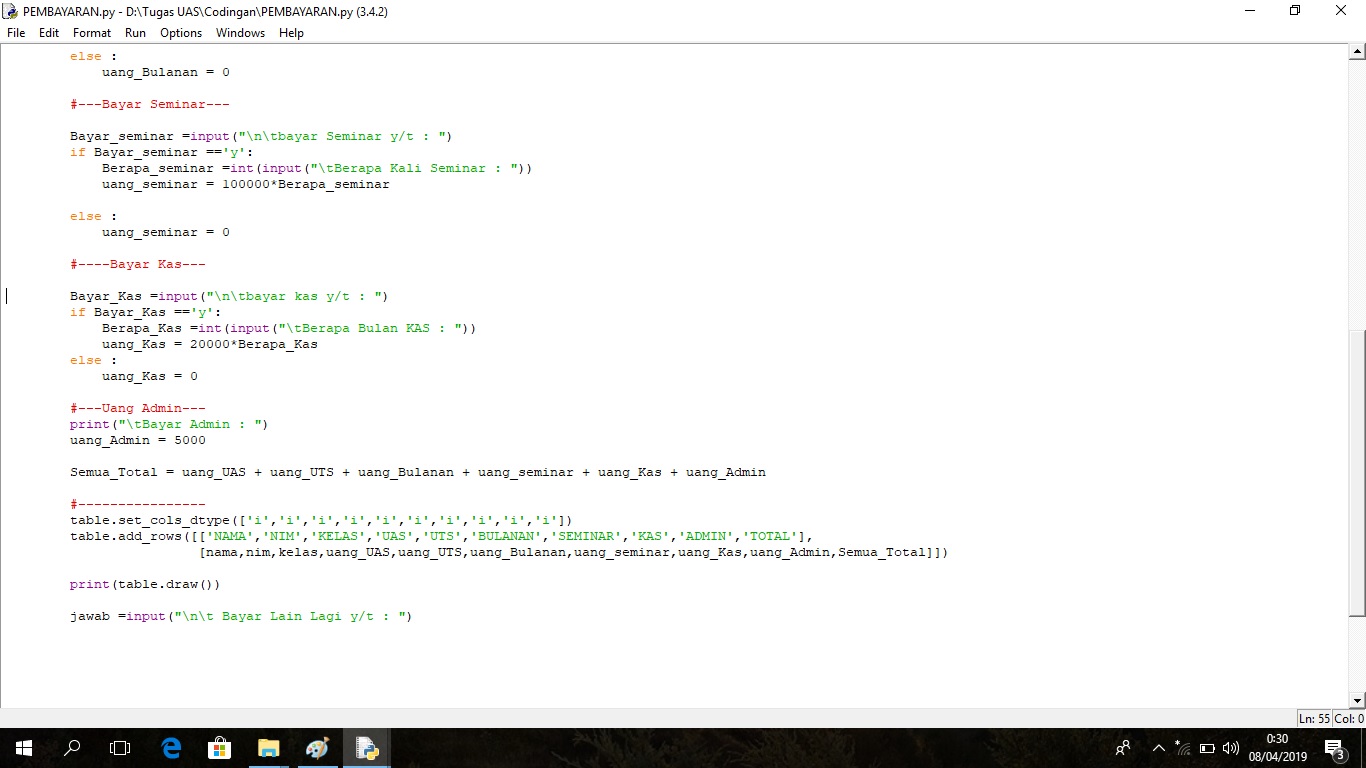 PEMBAYARAN.py - D:\Tugas UAS\Codingan\PEMBAYARAN.py (3.4.2)
File Edit Format Run Options Windows Help
else :
    uang_Bulanan = 0
#---Bayar Seminar---
Bayar_seminar =input("\n\tbayar Seminar y/t : ")
if Bayar_seminar =='y':
    Berapa_seminar =int(input("\tBerapa Kali Seminar : "))
    uang_seminar = 100000*Berapa_seminar
else :
    uang_seminar = 0
#----Bayar Kas---
Bayar_Kas =input("\n\tbayar kas y/t : ")
if Bayar_Kas =='y':
    Berapa_Kas =int(input("\tBerapa Bulan KAS : "))
    uang_Kas = 20000*Berapa_Kas
else :
    uang_Kas = 0
#---Uang Admin---
print("\tBayar Admin : ")
uang_Admin = 5000
Semua_Total = uang_UAS + uang_UTS + uang_Bulanan + uang_seminar + uang_Kas + uang_Admin
#----------------
table.set_cols_dtype(['i','i','i','i','i','i','i','i','i','i'])
table.add_rows([['NAMA','NIM','KELAS','UAS','UTS','BULANAN','SEMINAR','KAS','ADMIN','TOTAL'],
                [nama,nim,kelas,uang_UAS,uang_UTS,uang_Bulanan,uang_seminar,uang_Kas,uang_Admin,Semua_Total]])
print(table.draw())
jawab =input("\n\t Bayar Lain Lagi y/t : ")
Ln: 55 Col: 0
0:30
08/04/2019
3